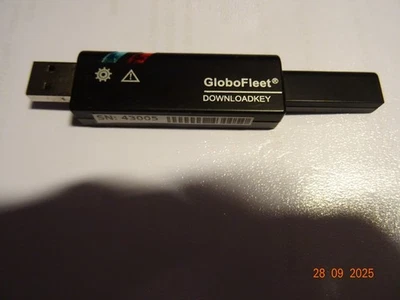 GloboFleet®
DOWNLOADKEY
SN: 43005
28 09 2025